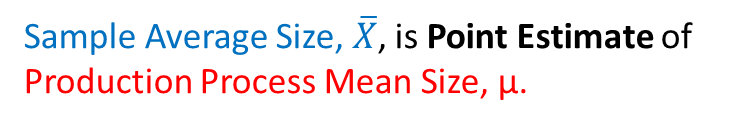 Sample Average Size, X̅, is Point Estimate of
Production Process Mean Size, μ.